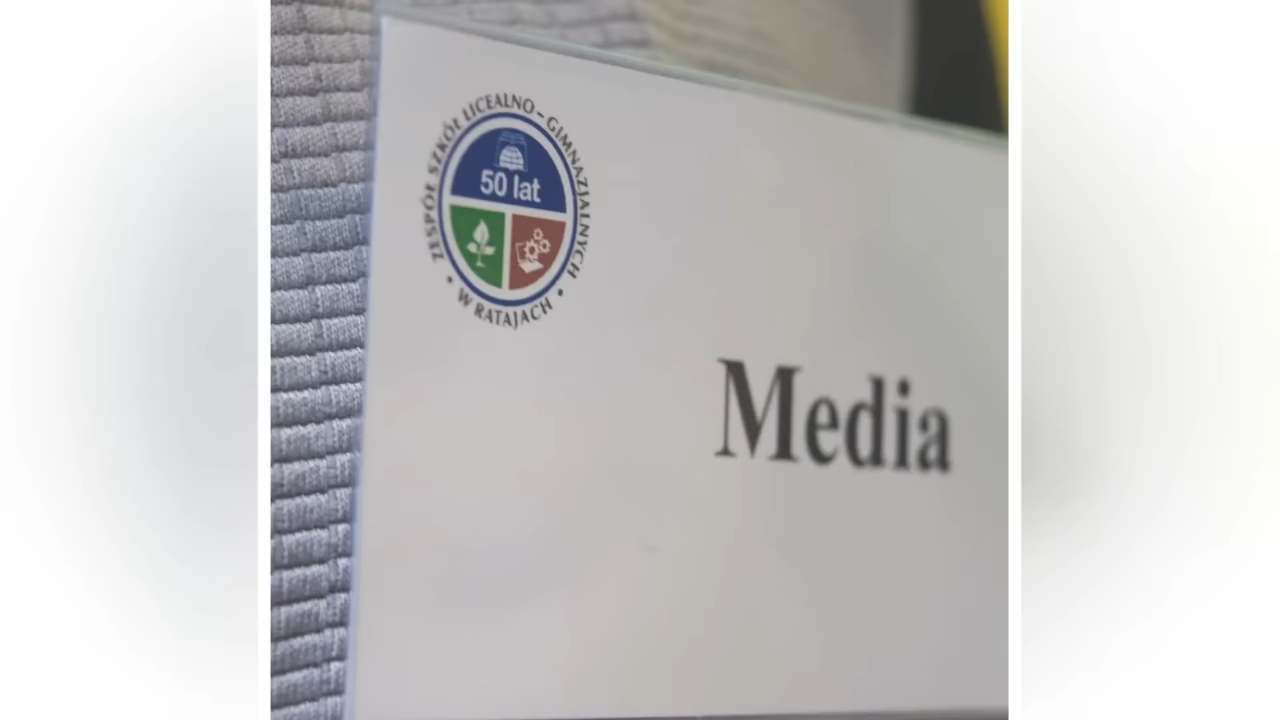 ZESPÓŁ SZKÓŁ LICEALNO-GIMNAZJALNYCH
• W RATAJACH •
50 lat
Media